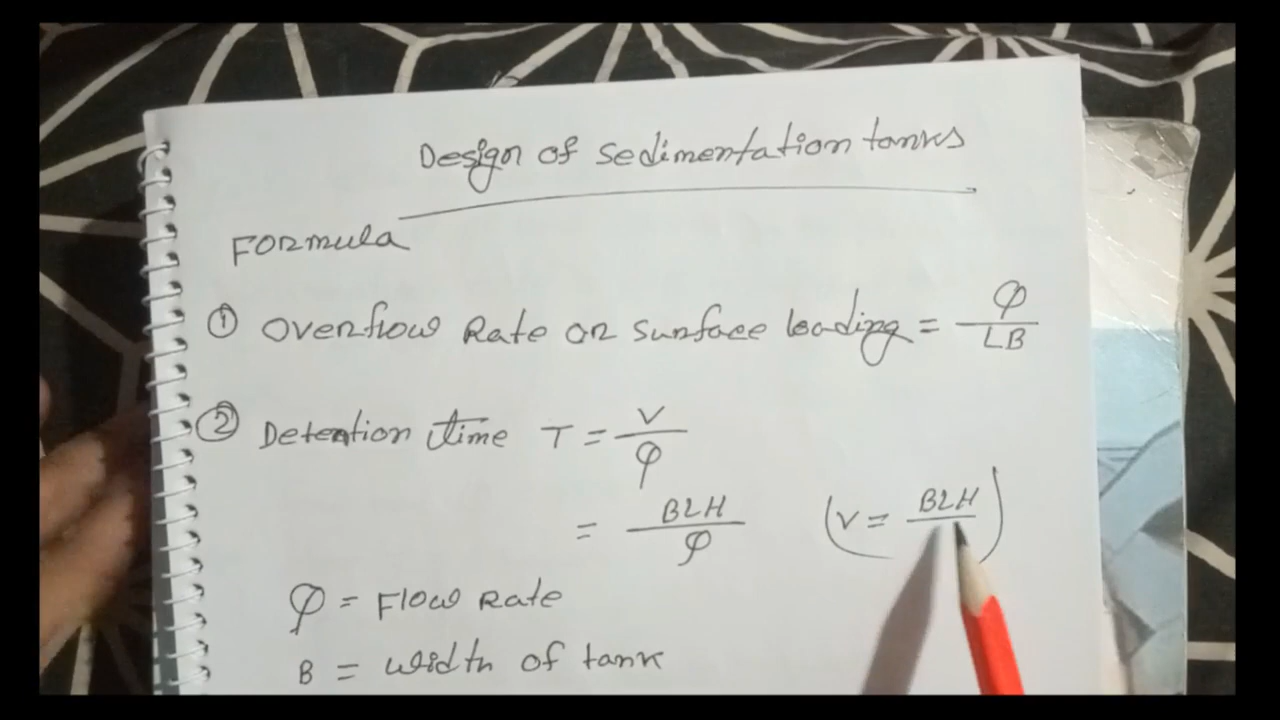 Design of Sedimentation tanks
Formula
① Overflow Rate or Surface loading = Q / LB
② Detention time T = V / Q
= BLH / Q (V = BLH)
Q = Flow Rate
B = width of tank